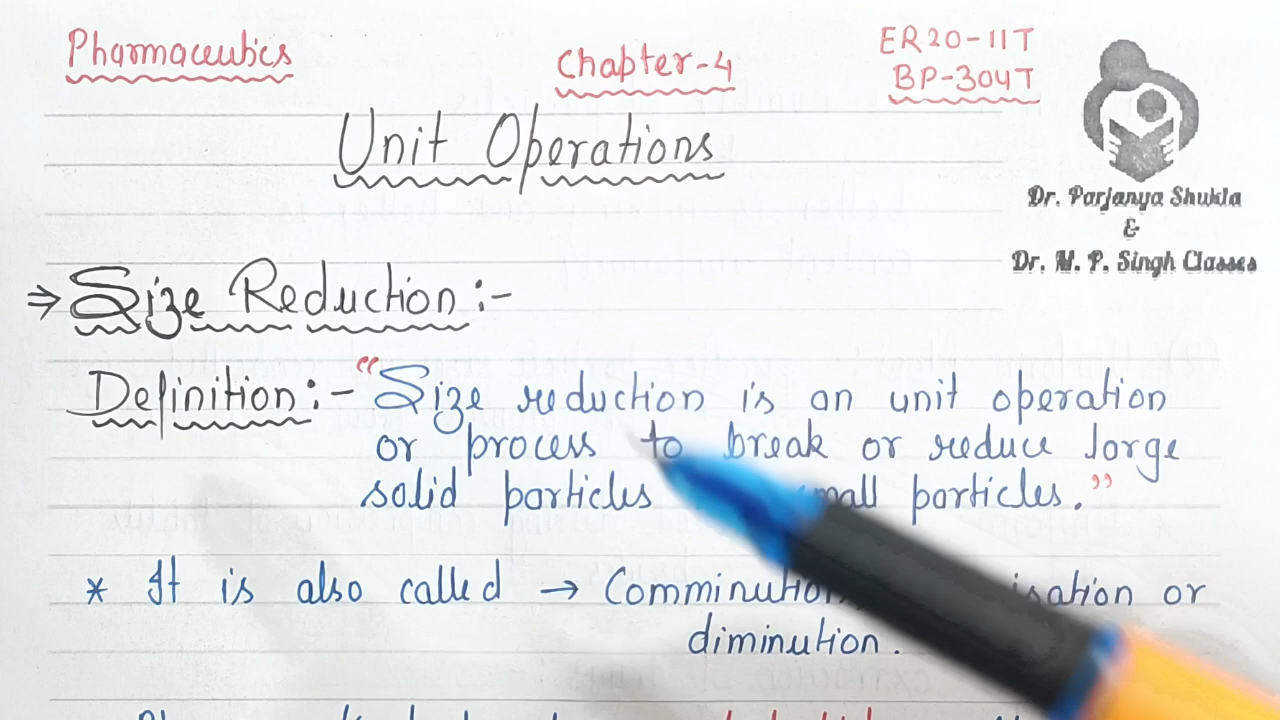 Pharmaceutics
Chapter-4
ER20-11T
BP-304T
Unit Operations
Dr. Parjanya Shukla
&
Dr. M. P. Singh Classes
⇒ Size Reduction :-
Definition :- “Size reduction is an unit operation
or process to break or reduce large
solid particles small particles.”
* It is also called → Comminution, or
diminution.